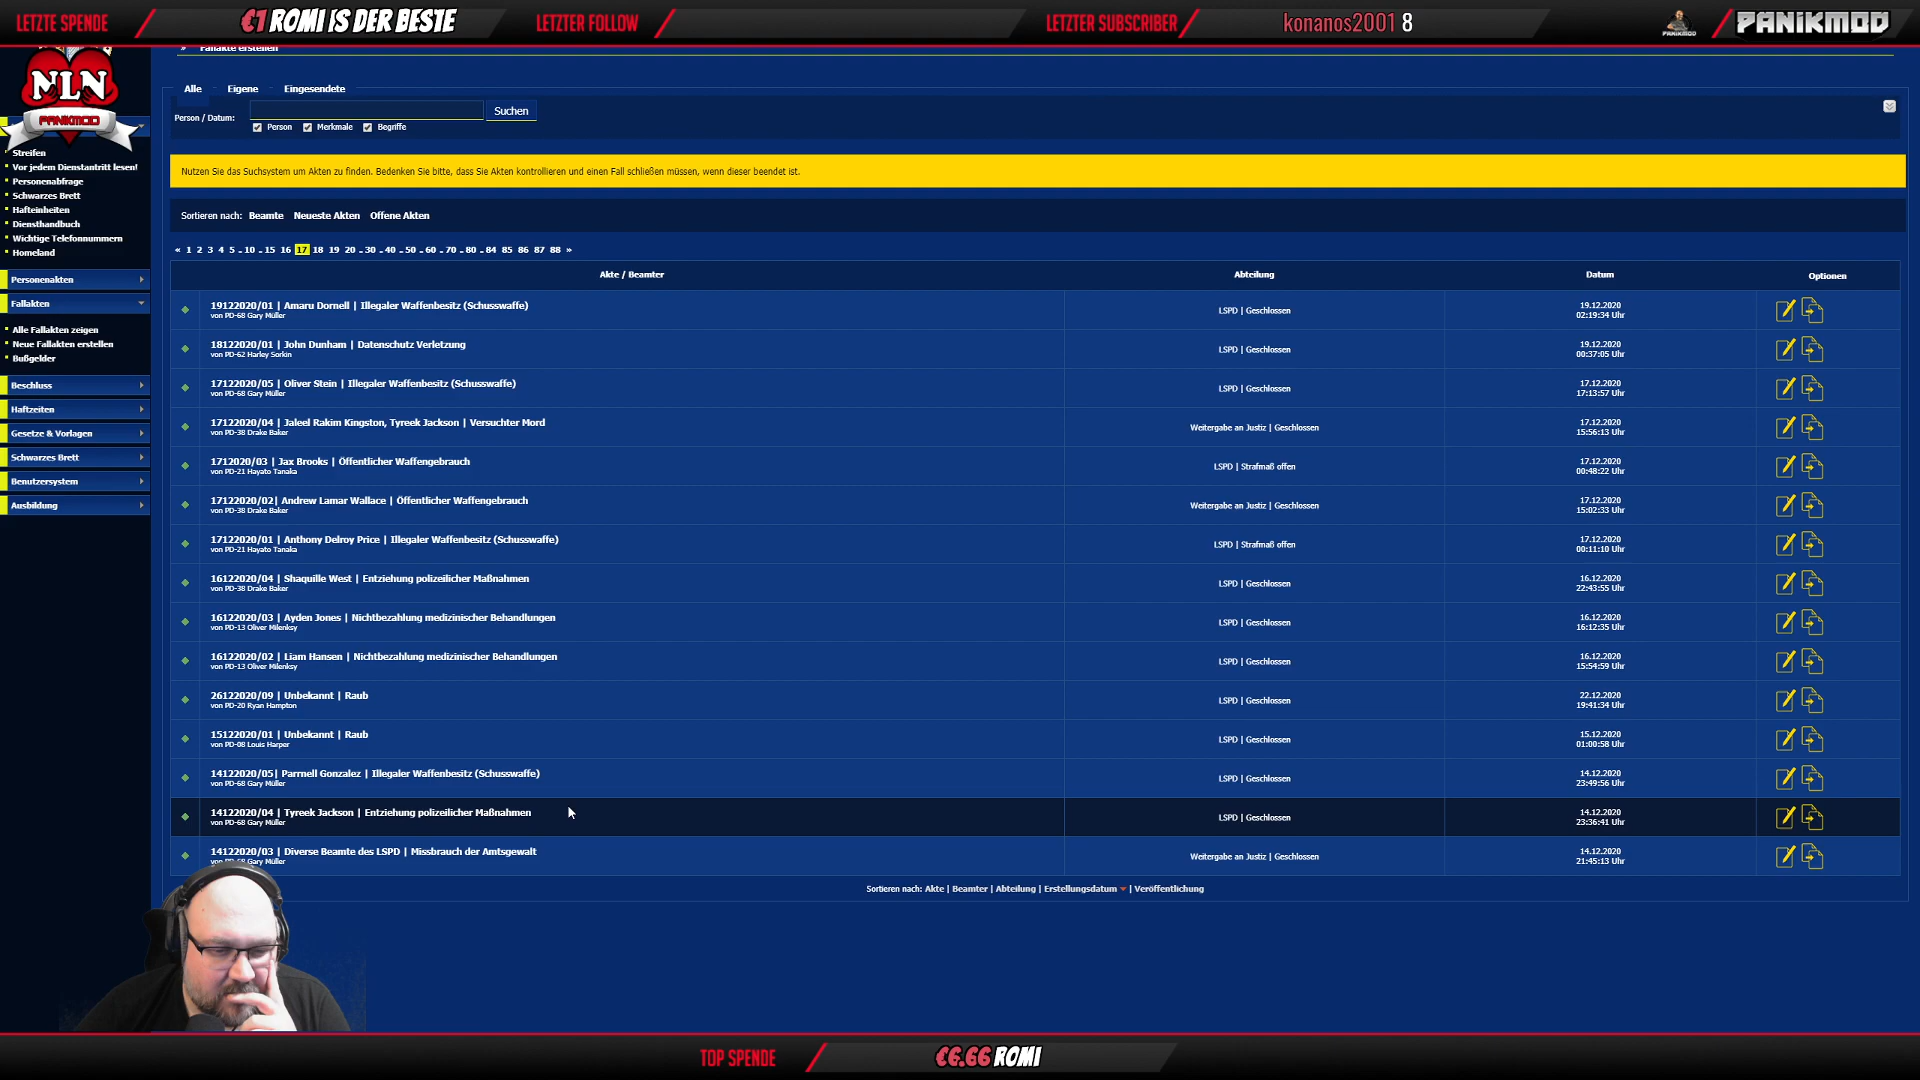 LETZTE SPENDE
€7 ROMI IS DER BESTE
LETZTER FOLLOW
LETZTER SUBSCRIBER
konanos2001 8
PANIKMOD
PANIKMOD
NLN
PANIKMOD
» Fallakte erstellen
Alle Eigene Eingesendete
Person / Datum:
Suchen
Person Merkmale Begriffe
Nutzen Sie das Suchsystem um Akten zu finden. Bedenken Sie bitte, dass Sie Akten kontrollieren und einen Fall schließen müssen, wenn dieser beendet ist.
Sortieren nach: Beamte Neueste Akten Offene Akten
« 1 2 3 4 5 .. 10 .. 15 16 17 18 19 20 .. 30 .. 40 .. 50 .. 60 .. 70 .. 80 .. 84 85 86 87 88 »
Streifen
Vor jedem Dienstantritt lesen!
Personenabfrage
Schwarzes Brett
Hafteinheiten
Diensthandbuch
Wichtige Telefonnummern
Homeland
Personenakten
Fallakten
Alle Fallakten zeigen
Neue Fallakten erstellen
Bußgelder
Beschluss
Haftzeiten
Gesetze & Vorlagen
Schwarzes Brett
Benutzersystem
Ausbildung
Akte / Beamter Abteilung Datum Optionen
19122020/01 | Amaru Dornell | Illegaler Waffenbesitz (Schusswaffe)
von PD-68 Gary Müller
LSPD | Geschlossen
19.12.2020
02:19:34 Uhr
18122020/01 | John Dunham | Datenschutz Verletzung
von PD-62 Harley Sorkin
LSPD | Geschlossen
19.12.2020
00:37:05 Uhr
17122020/05 | Oliver Stein | Illegaler Waffenbesitz (Schusswaffe)
von PD-68 Gary Müller
LSPD | Geschlossen
17.12.2020
17:13:57 Uhr
17122020/04 | Jaleel Rakim Kingston, Tyreek Jackson | Versuchter Mord
von PD-38 Drake Baker
Weitergabe an Justiz | Geschlossen
17.12.2020
15:56:13 Uhr
1712020/03 | Jax Brooks | Öffentlicher Waffengebrauch
von PD-21 Hayato Tanaka
LSPD | Strafmaß offen
17.12.2020
00:48:22 Uhr
17122020/02| Andrew Lamar Wallace | Öffentlicher Waffengebrauch
von PD-38 Drake Baker
Weitergabe an Justiz | Geschlossen
17.12.2020
15:02:33 Uhr
17122020/01 | Anthony Delroy Price | Illegaler Waffenbesitz (Schusswaffe)
von PD-21 Hayato Tanaka
LSPD | Strafmaß offen
17.12.2020
00:11:10 Uhr
16122020/04 | Shaquille West | Entziehung polizeilicher Maßnahmen
von PD-38 Drake Baker
LSPD | Geschlossen
16.12.2020
22:43:55 Uhr
16122020/03 | Ayden Jones | Nichtbezahlung medizinischer Behandlungen
von PD-13 Oliver Milenksy
LSPD | Geschlossen
16.12.2020
16:12:35 Uhr
16122020/02 | Liam Hansen | Nichtbezahlung medizinischer Behandlungen
von PD-13 Oliver Milenksy
LSPD | Geschlossen
16.12.2020
15:54:59 Uhr
26122020/09 | Unbekannt | Raub
von PD-20 Ryan Hampton
LSPD | Geschlossen
22.12.2020
19:41:34 Uhr
15122020/01 | Unbekannt | Raub
von PD-08 Louis Harper
LSPD | Geschlossen
15.12.2020
01:00:58 Uhr
14122020/05| Parrnell Gonzalez | Illegaler Waffenbesitz (Schusswaffe)
von PD-68 Gary Müller
LSPD | Geschlossen
14.12.2020
23:49:56 Uhr
14122020/04 | Tyreek Jackson | Entziehung polizeilicher Maßnahmen
von PD-68 Gary Müller
LSPD | Geschlossen
14.12.2020
23:36:41 Uhr
14122020/03 | Diverse Beamte des LSPD | Missbrauch der Amtsgewalt
Gary Müller
Weitergabe an Justiz | Geschlossen
14.12.2020
21:45:13 Uhr
Sortieren nach: Akte | Beamter | Abteilung | Erstellungsdatum | Veröffentlichung
TOP SPENDE
€6.66 ROMI